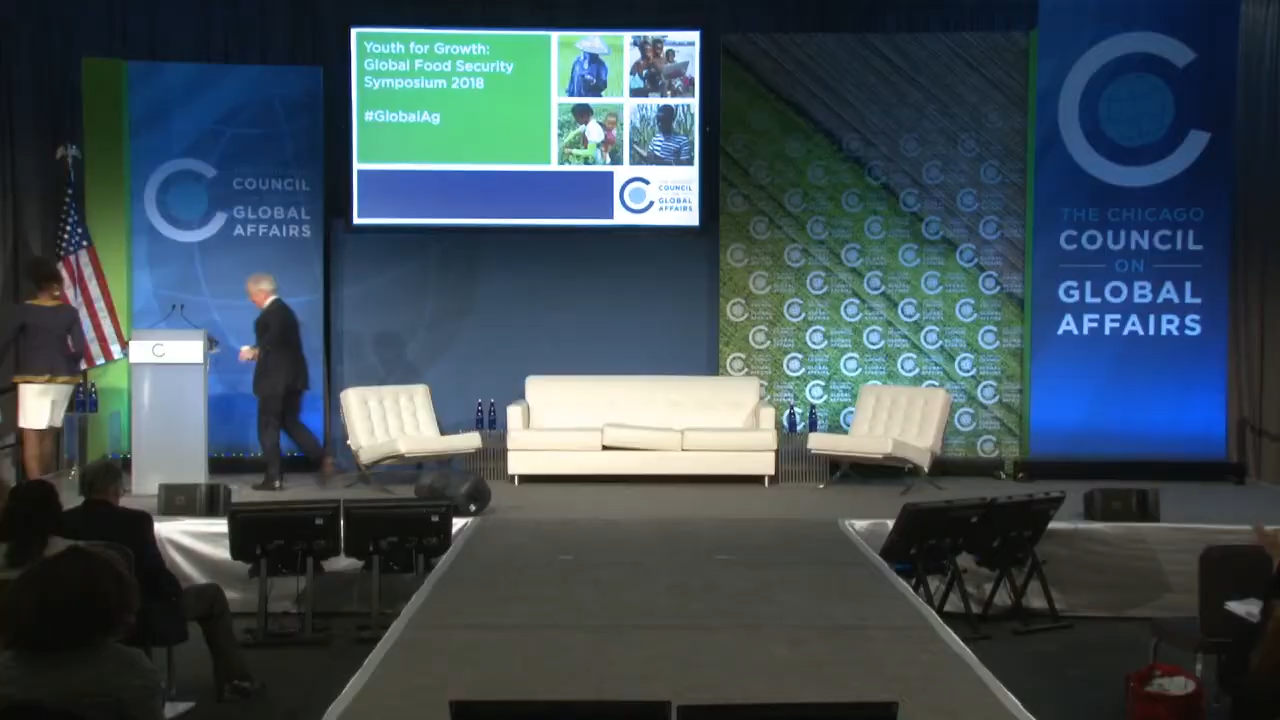 Youth for Growth:
Global Food Security
Symposium 2018
#GlobalAg
THE CHICAGO
COUNCIL
ON
GLOBAL
AFFAIRS
COUNCIL
GLOBAL
AFFAIRS
THE CHICAGO
COUNCIL
ON
GLOBAL
AFFAIRS